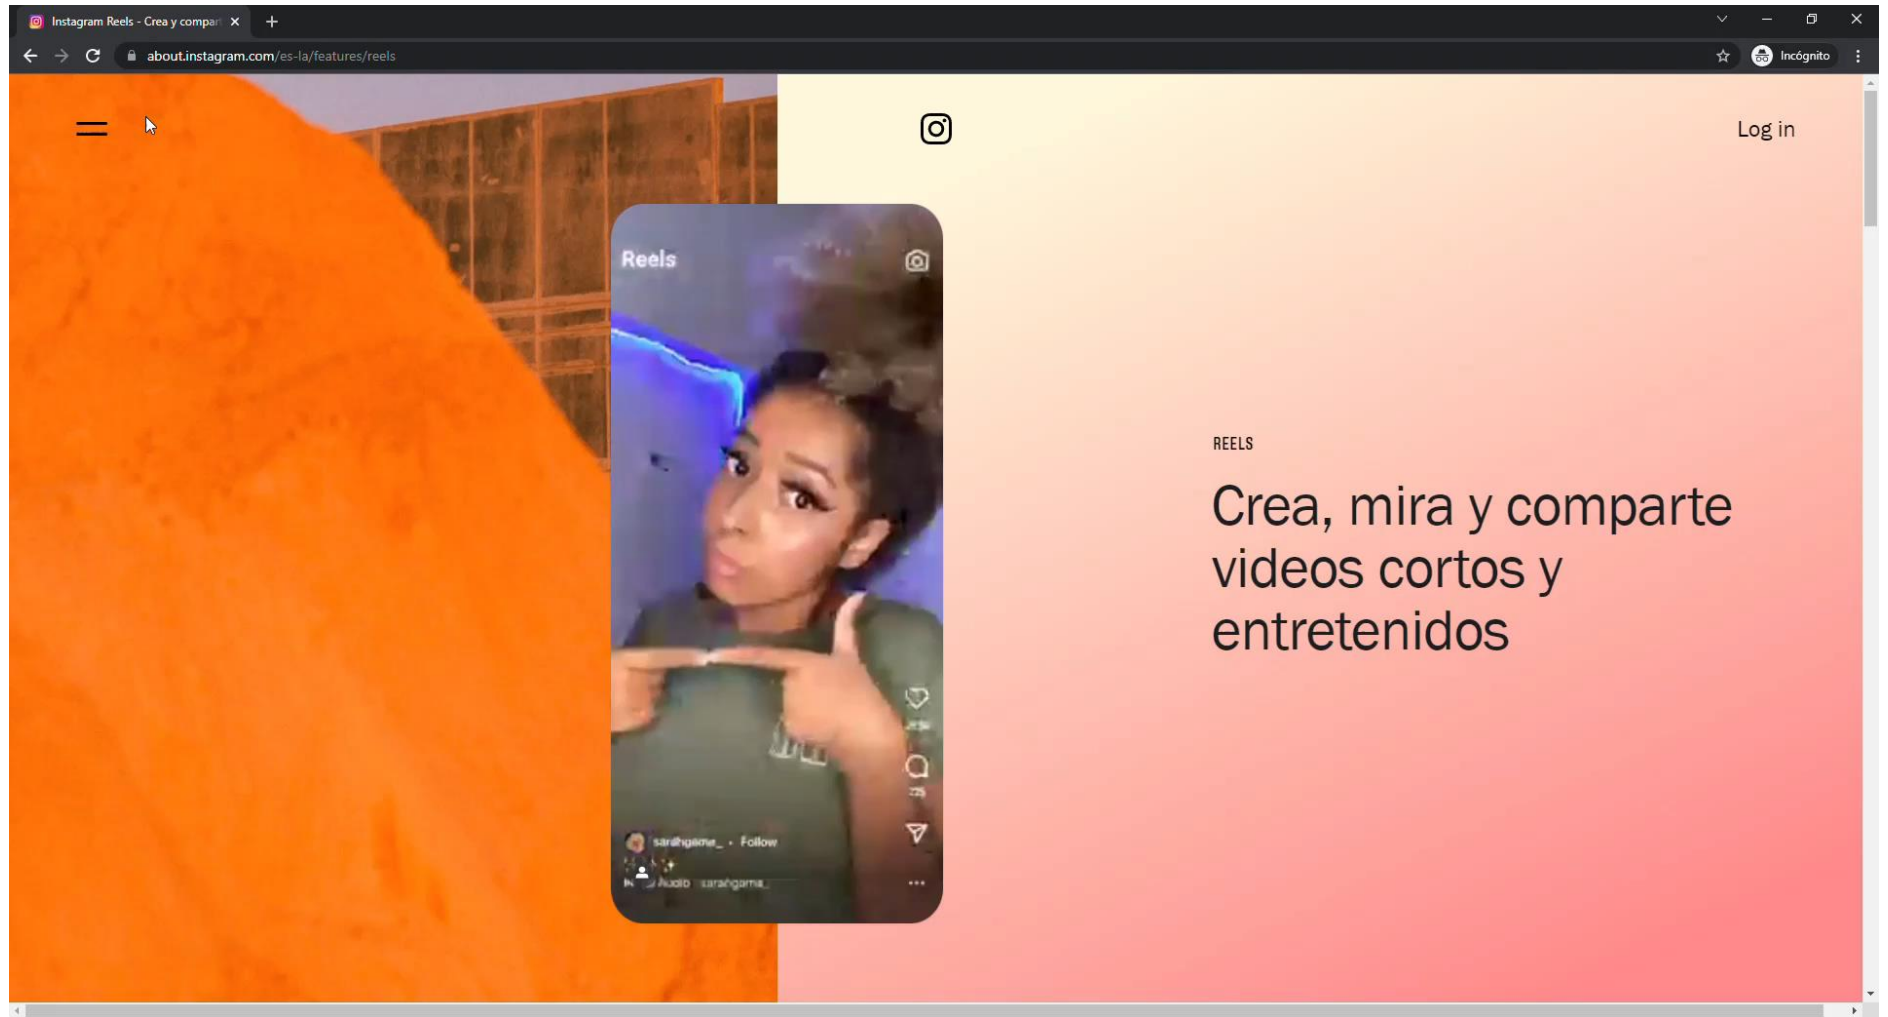 Instagram Reels - Crea y compar
about.instagram.com/es-la/features/reels
Incógnito
Log in
Reels
REELS
Crea, mira y comparte
videos cortos y
entretenidos
Follow
Audio